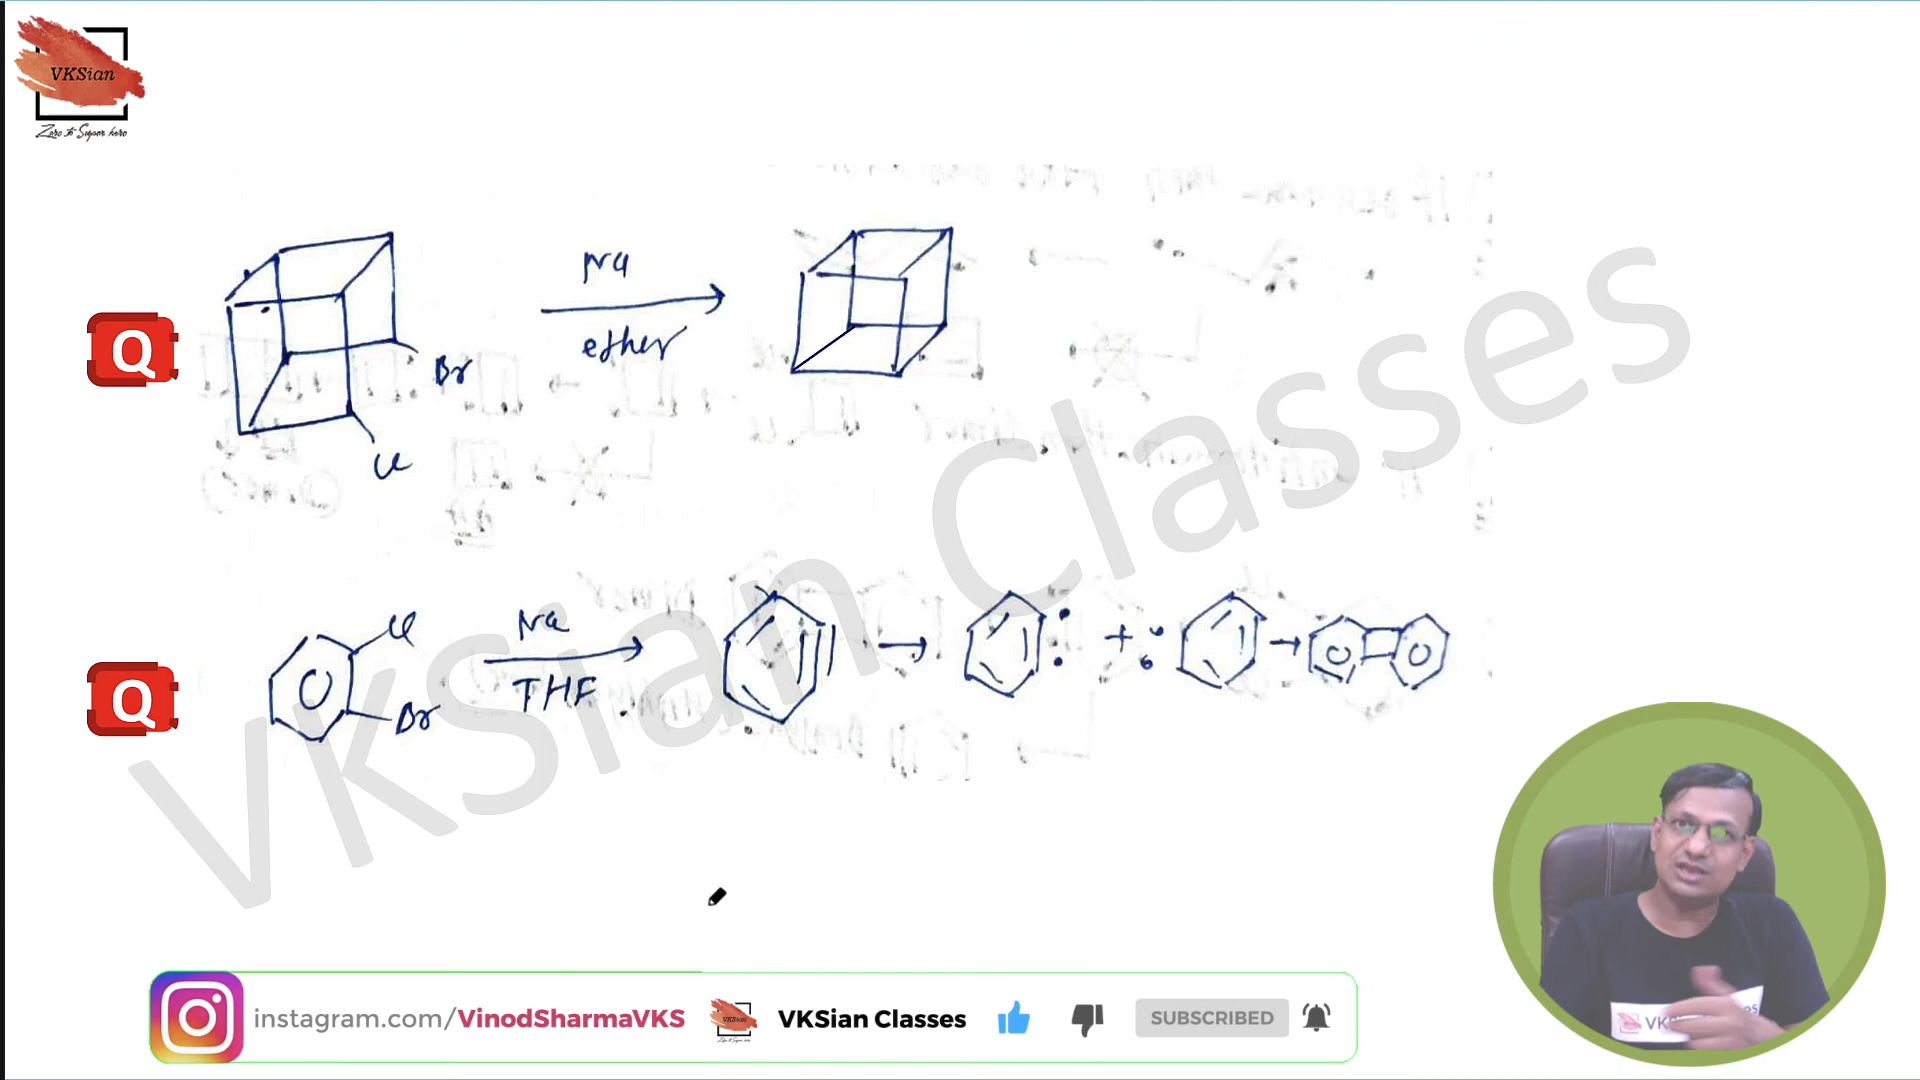 VKSian
Zero to Super hero
Q
Na
ether
Br
Cl
Q
Cl
Br
Na
THF
+
VKSian Classes
instagram.com/VinodSharmaVKS
VKSian
VKSian Classes
SUBSCRIBED